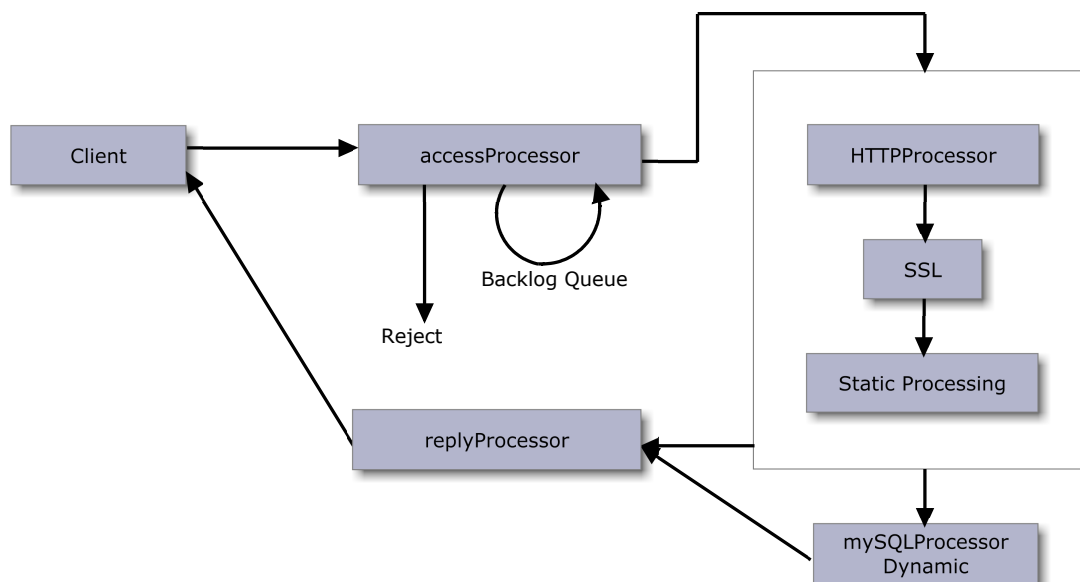 Client
accessProcessor
HTTPProcessor
SSL
Backlog Queue
Reject
Static Processing
replyProcessor
mySQLProcessor
Dynamic